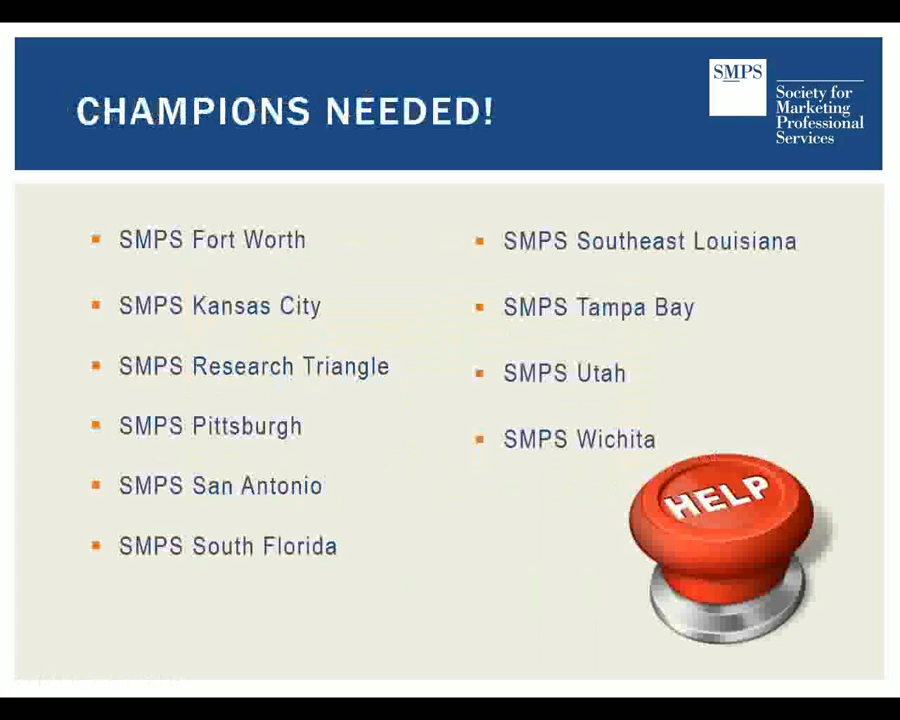 CHAMPIONS NEEDED!
SMPS
Society for
Marketing
Professional
Services
SMPS Fort Worth
SMPS Kansas City
SMPS Research Triangle
SMPS Pittsburgh
SMPS San Antonio
SMPS South Florida
SMPS Southeast Louisiana
SMPS Tampa Bay
SMPS Utah
SMPS Wichita
HELP